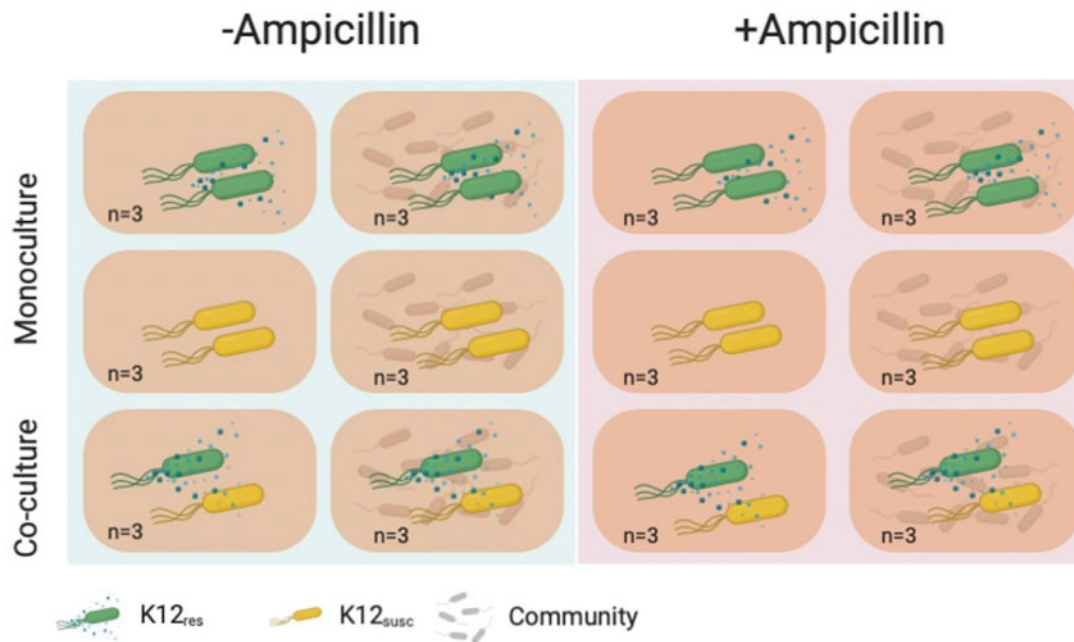 -Ampicillin +Ampicillin
Monoculture
n=3 n=3 n=3 n=3
n=3 n=3 n=3 n=3
Co-culture
n=3 n=3 n=3 n=3
K12res K12susc Community